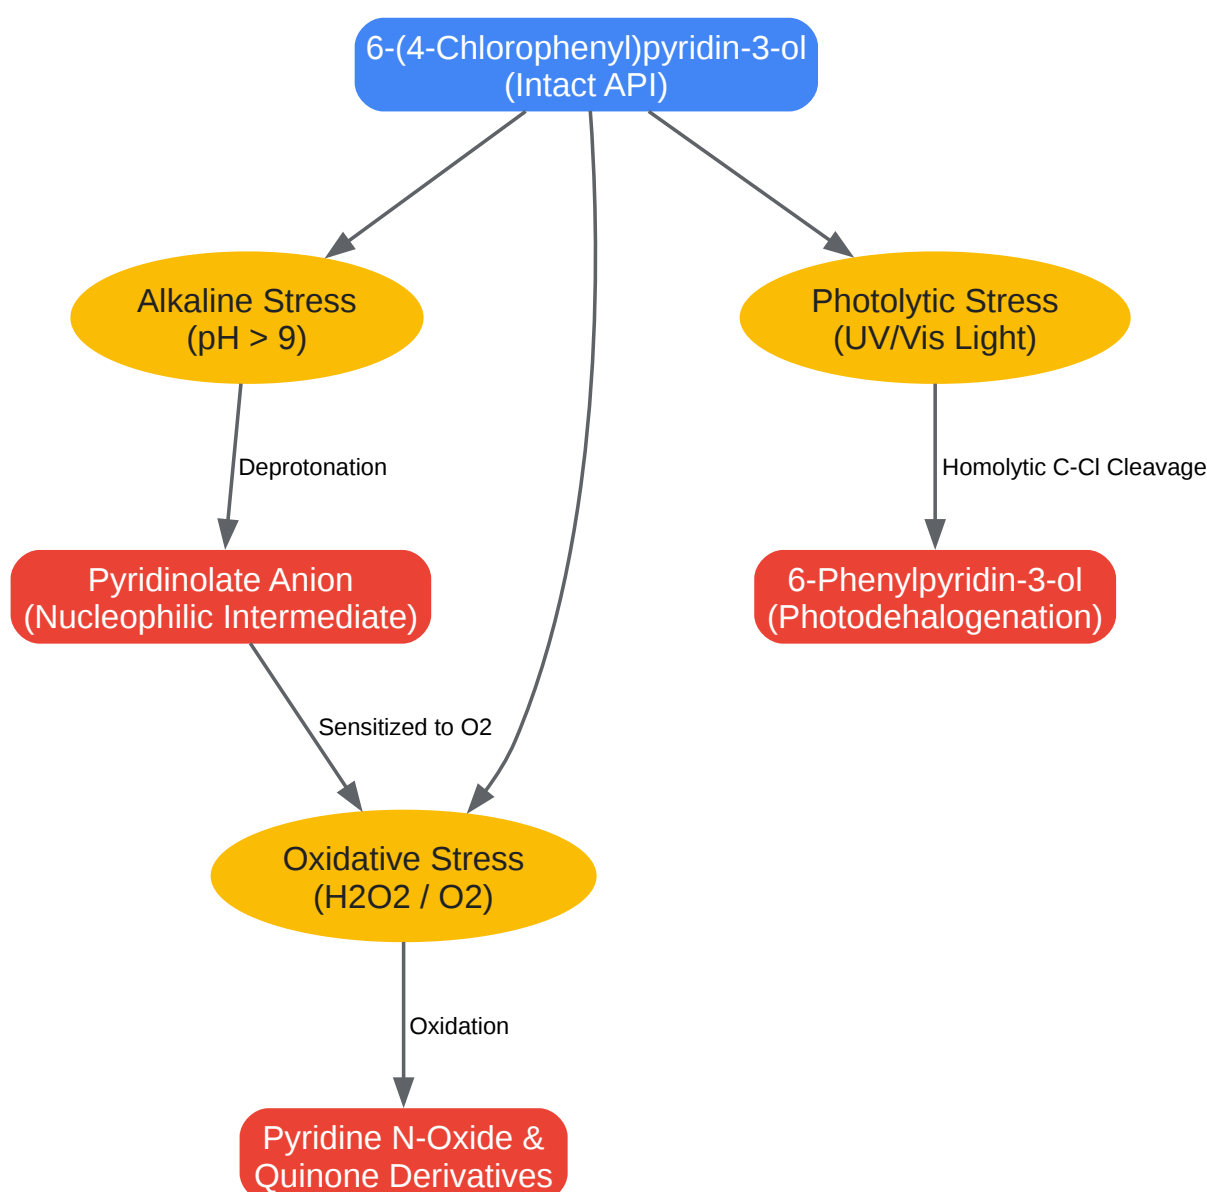 6-(4-Chlorophenyl)pyridin-3-ol
(Intact API)
Alkaline Stress
(pH > 9)
Photolytic Stress
(UV/Vis Light)
Deprotonation
Homolytic C-Cl Cleavage
Pyridinolate Anion
(Nucleophilic Intermediate)
6-Phenylpyridin-3-ol
(Photodehalogenation)
Sensitized to O2
Oxidative Stress
(H2O2 / O2)
Oxidation
Pyridine N-Oxide &
Quinone Derivatives